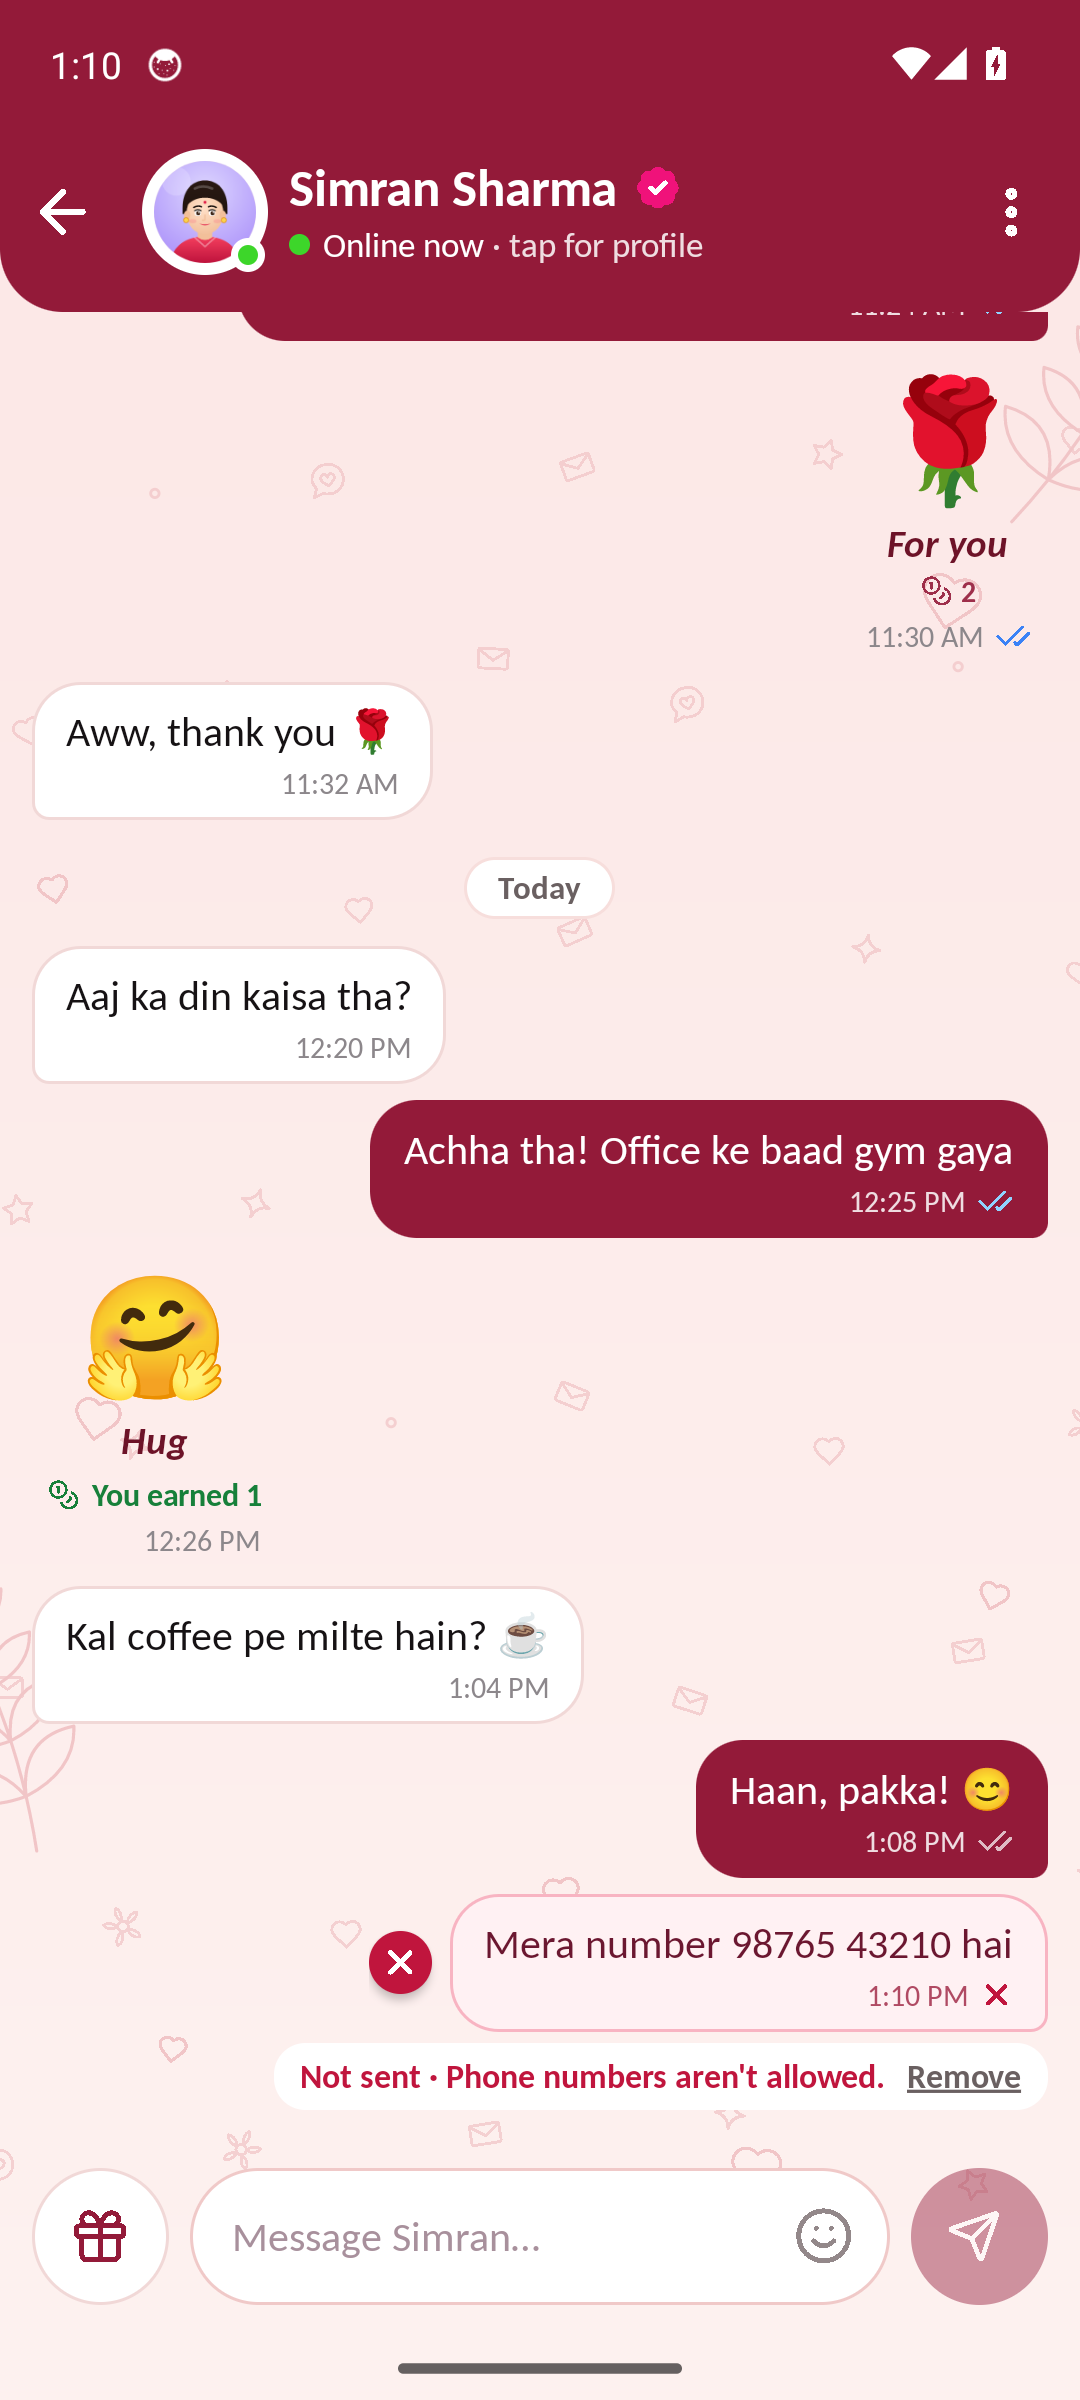 1:10
Simran Sharma
Online now · tap for profile
For you
2
11:30 AM
Aww, thank you 🌹
11:32 AM
Today
Aaj ka din kaisa tha?
12:20 PM
Achha tha! Office ke baad gym gaya
12:25 PM
Hug
You earned 1
12:26 PM
Kal coffee pe milte hain? ☕
1:04 PM
Haan, pakka! 😊
1:08 PM
Mera number 98765 43210 hai
1:10 PM
Not sent · Phone numbers aren't allowed. Remove
Message Simran...